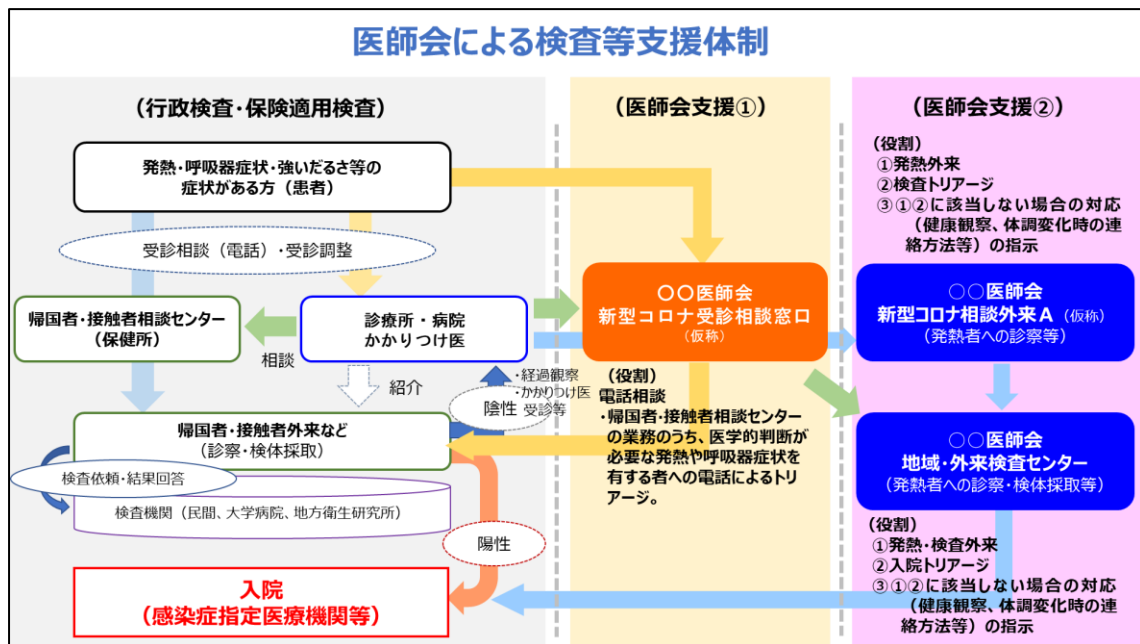 医師会による検査等支援体制
（行政検査・保険適用検査）
発熱・呼吸器症状・強いだるさ等の
症状がある方（患者）
受診相談（電話）・受診調整
帰国者・接触者相談センター
（保健所）
相談
診療所・病院
かかりつけ医
紹介
・経過観察
・かかりつけ医
受診等
陰性
帰国者・接触者外来など
（診察・検体採取）
検査依頼・結果回答
検査機関（民間、大学病院、地方衛生研究所）
陽性
入院
（感染症指定医療機関等）
（医師会支援①）
〇〇医師会
新型コロナ受診相談窓口
（仮称）
（役割）
電話相談
・帰国者・接触者相談センター
の業務のうち、医学的判断が
必要な発熱や呼吸器症状を
有する者への電話によるトリ
アージ。
（医師会支援②）
（役割）
①発熱外来
②検査トリアージ
③①②に該当しない場合の対応
（健康観察、体調変化時の連
絡方法等）の指示
○○医師会
新型コロナ相談外来A（仮称）
（発熱者への診察等）
○○医師会
地域・外来検査センター
（発熱者への診察・検体採取等）
（役割）
①発熱・検査外来
②入院トリアージ
③①②に該当しない場合の対応
（健康観察、体調変化時の連
絡方法等）の指示